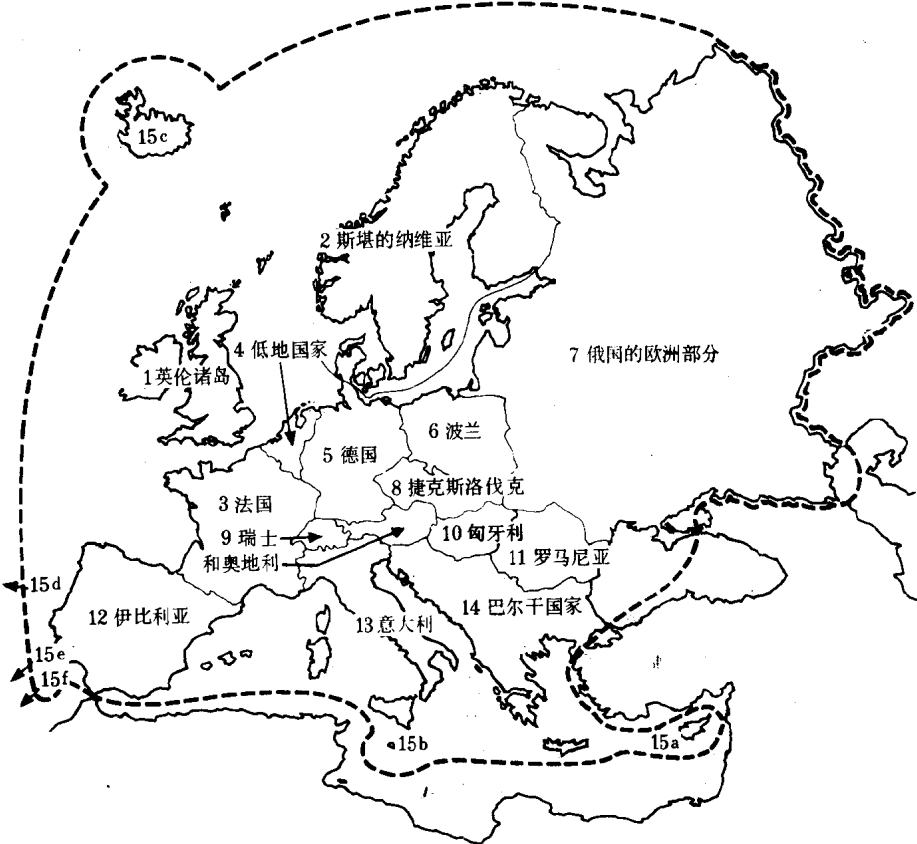 15c
2 斯堪的纳维亚
4 低地国家
7 俄国的欧洲部分
1 英伦诸岛
6 波兰
5 德国
8 捷克斯洛伐克
3 法国
9 瑞士
和奥地利
10 匈牙利
11 罗马尼亚
15d
12 伊比利亚
14 巴尔干国家
13 意大利
15e
15f
15b
15a